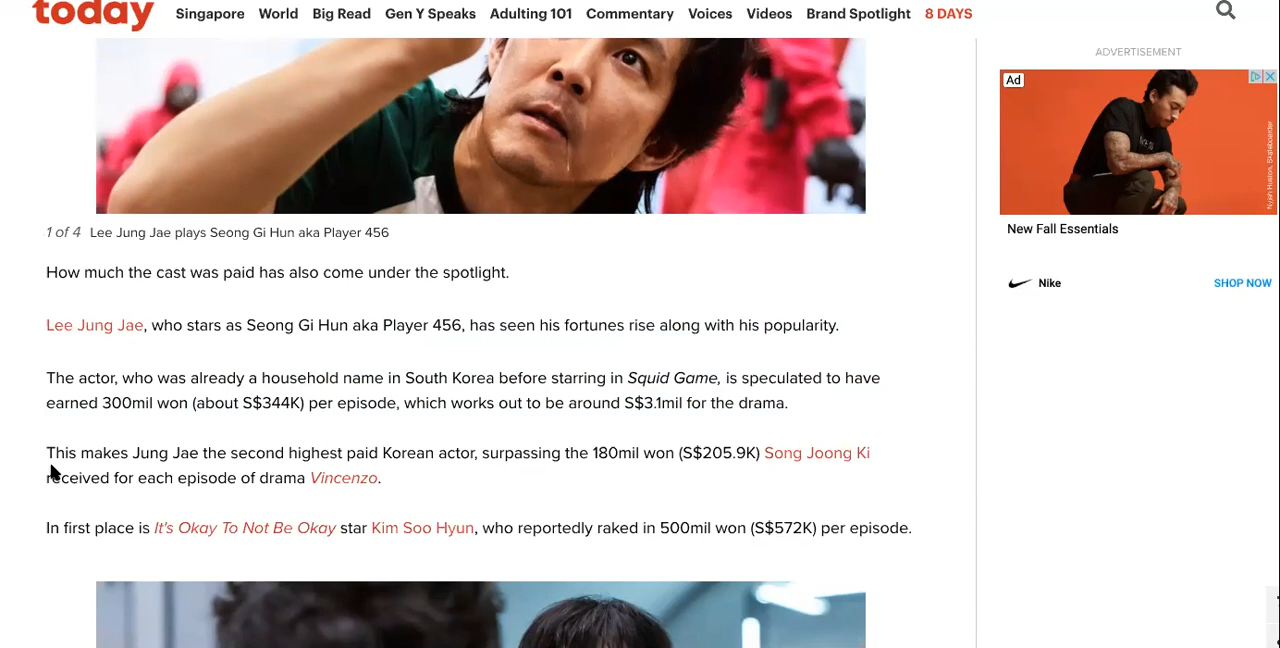 today
Singapore World Big Read Gen Y Speaks Adulting 101 Commentary Voices Videos Brand Spotlight 8 DAYS
ADVERTISEMENT
Ad
New Fall Essentials
Nike SHOP NOW
1 of 4 Lee Jung Jae plays Seong Gi Hun aka Player 456
How much the cast was paid has also come under the spotlight.
Lee Jung Jae, who stars as Seong Gi Hun aka Player 456, has seen his fortunes rise along with his popularity.
The actor, who was already a household name in South Korea before starring in Squid Game, is speculated to have
earned 300mil won (about S$344K) per episode, which works out to be around S$3.1mil for the drama.
This makes Jung Jae the second highest paid Korean actor, surpassing the 180mil won (S$205.9K) Song Joong Ki
received for each episode of drama Vincenzo.
In first place is It's Okay To Not Be Okay star Kim Soo Hyun, who reportedly raked in 500mil won (S$572K) per episode.